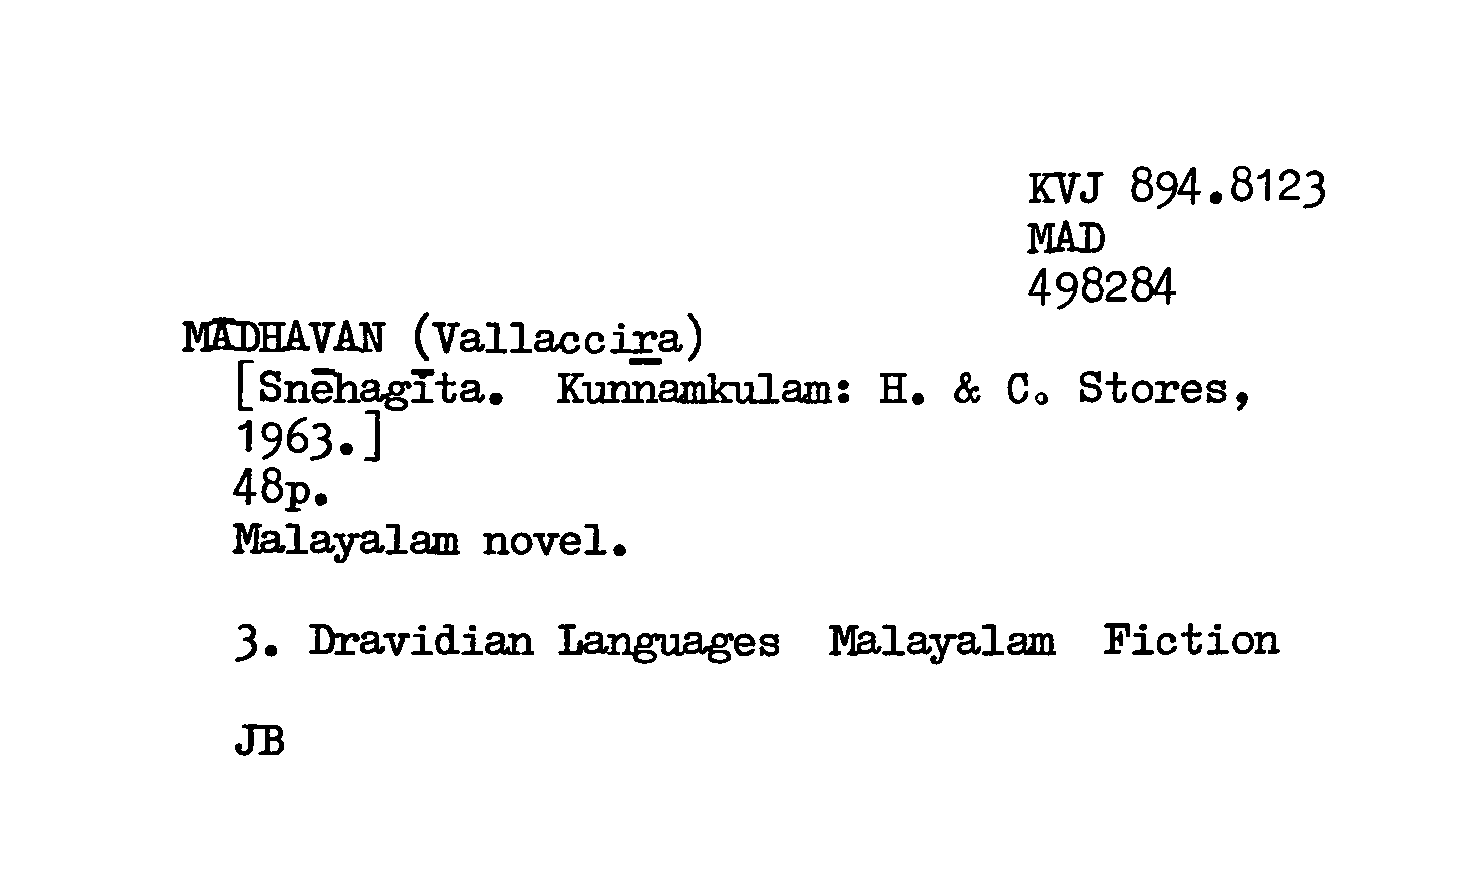 KVJ 894.8123
MAD
498284
MĀDHAVAN (Vallacciṟa)
[Snēhagīta. Kunnamkulam: H. & C. Stores,
1963.]
48p.
Malayalam novel.
3. Dravidian Languages Malayalam Fiction
JB